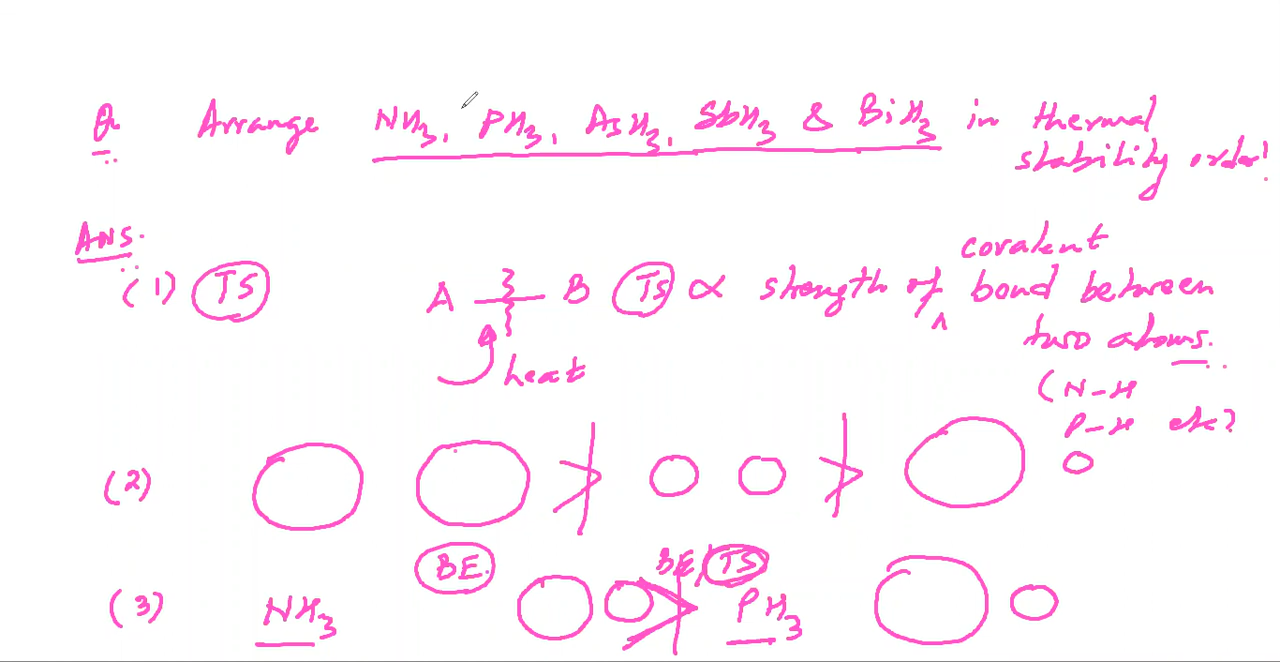 Q Arrange NH3, PH3, AsH3, SbH3 & BiH3 in thermal
stability order!
Ans.
(1) TS A — B TS ∝ strength of ^ bond between
covalent
two atoms.
heat
(N-H
P-H etc)
(2) > >
BE BE, TS
(3) NH3 > PH3